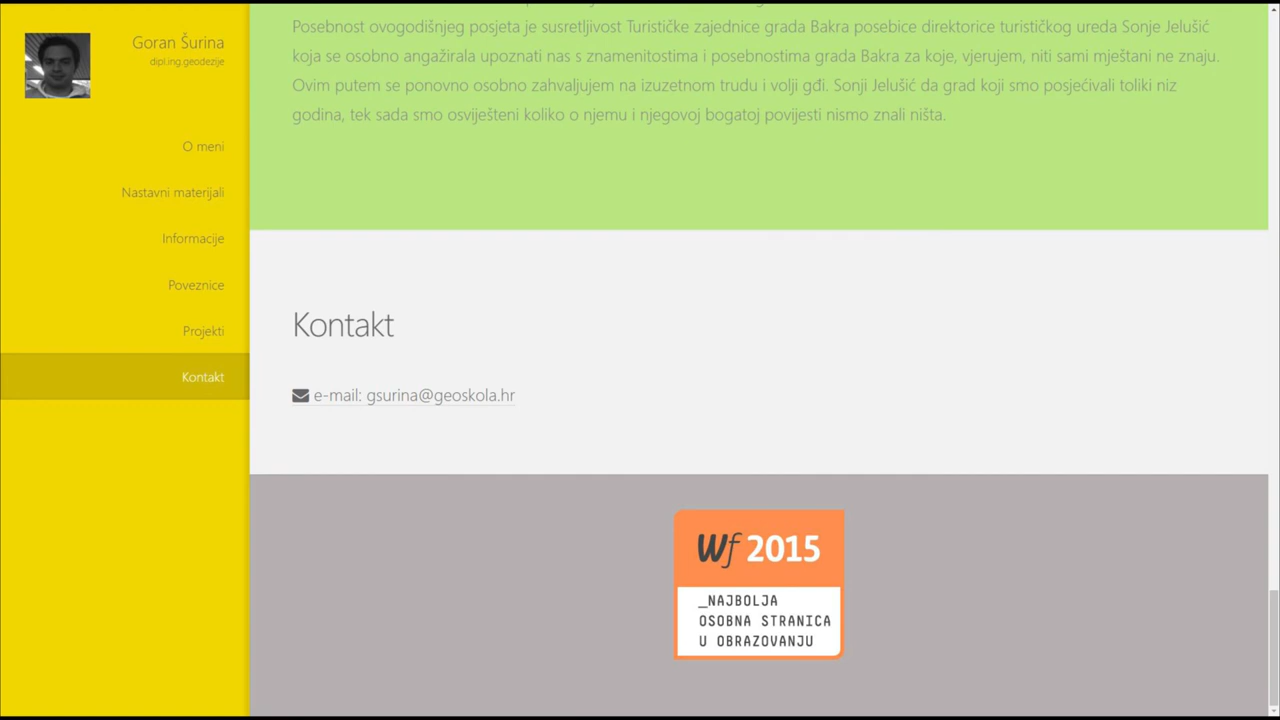 Goran Šurina
dipl.ing.geodezije
O meni
Nastavni materijali
Informacije
Poveznice
Projekti
Kontakt
Posebnost ovogodišnjeg posjeta je susretljivost Turističke zajednice grada Bakra posebice direktorice turističkog ureda Sonje Jelušić
koja se osobno angažirala upoznati nas s znamenitostima i posebnostima grada Bakra za koje, vjerujem, niti sami mještani ne znaju.
Ovim putem se ponovno osobno zahvaljujem na izuzetnom trudu i volji gđi. Sonji Jelušić da grad koji smo posjećivali toliki niz
godina, tek sada smo osviješteni koliko o njemu i njegovoj bogatoj povijesti nismo znali ništa.
Kontakt
e-mail: gsurina@geoskola.hr
Wf 2015
_NAJBOLJA
OSOBNA STRANICA
U OBRAZOVANJU